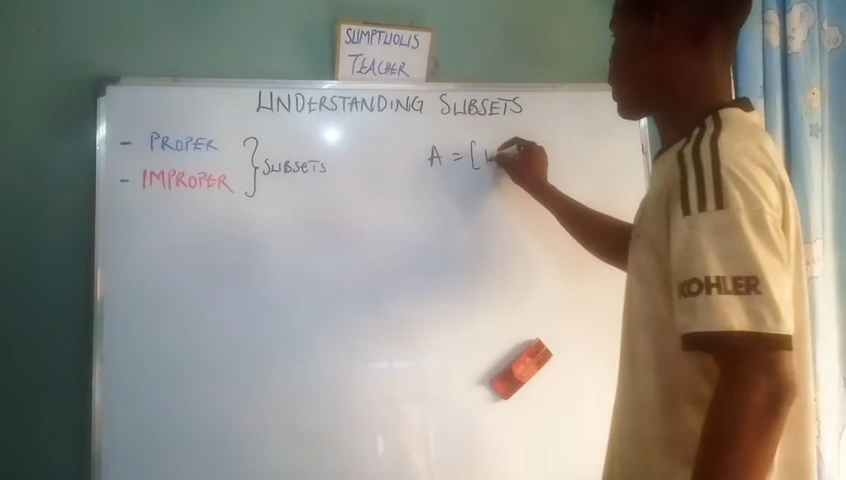 SUMPTUOUS
TEACHER
UNDERSTANDING SUBSETS
- PROPER
- IMPROPER
} SUBSETS
A = {
KOHLER